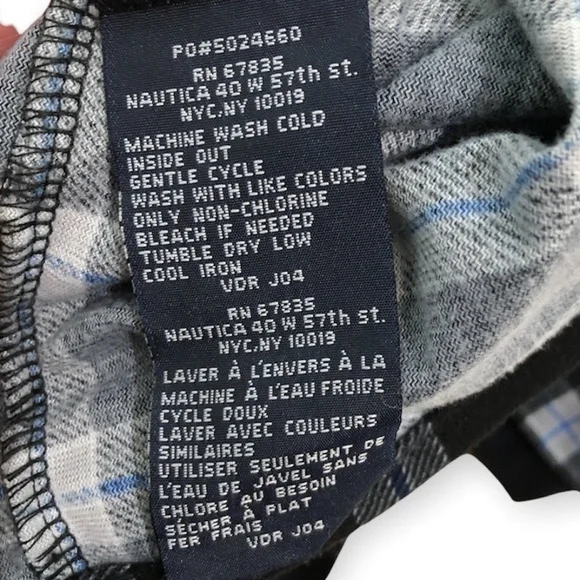 PO#5024660
RN 67835
NAUTICA 40 W 57th St.
NYC.NY 10019
MACHINE WASH COLD
INSIDE OUT
GENTLE CYCLE
WASH WITH LIKE COLORS
ONLY NON-CHLORINE
BLEACH IF NEEDED
TUMBLE DRY LOW
COOL IRON
VDR J04
RN 67835
NAUTICA 40 W 57th St.
NYC.NY 10019
LAVER À L'ENVERS À LA
MACHINE À L'EAU FROIDE
CYCLE DOUX
LAVER AVEC COULEURS
SIMILAIRES
UTILISER SEULEMENT DE
L'EAU DE JAVEL SANS
CHLORE AU BESOIN
SÉCHER À PLAT
FER FRAIS
VDR J04